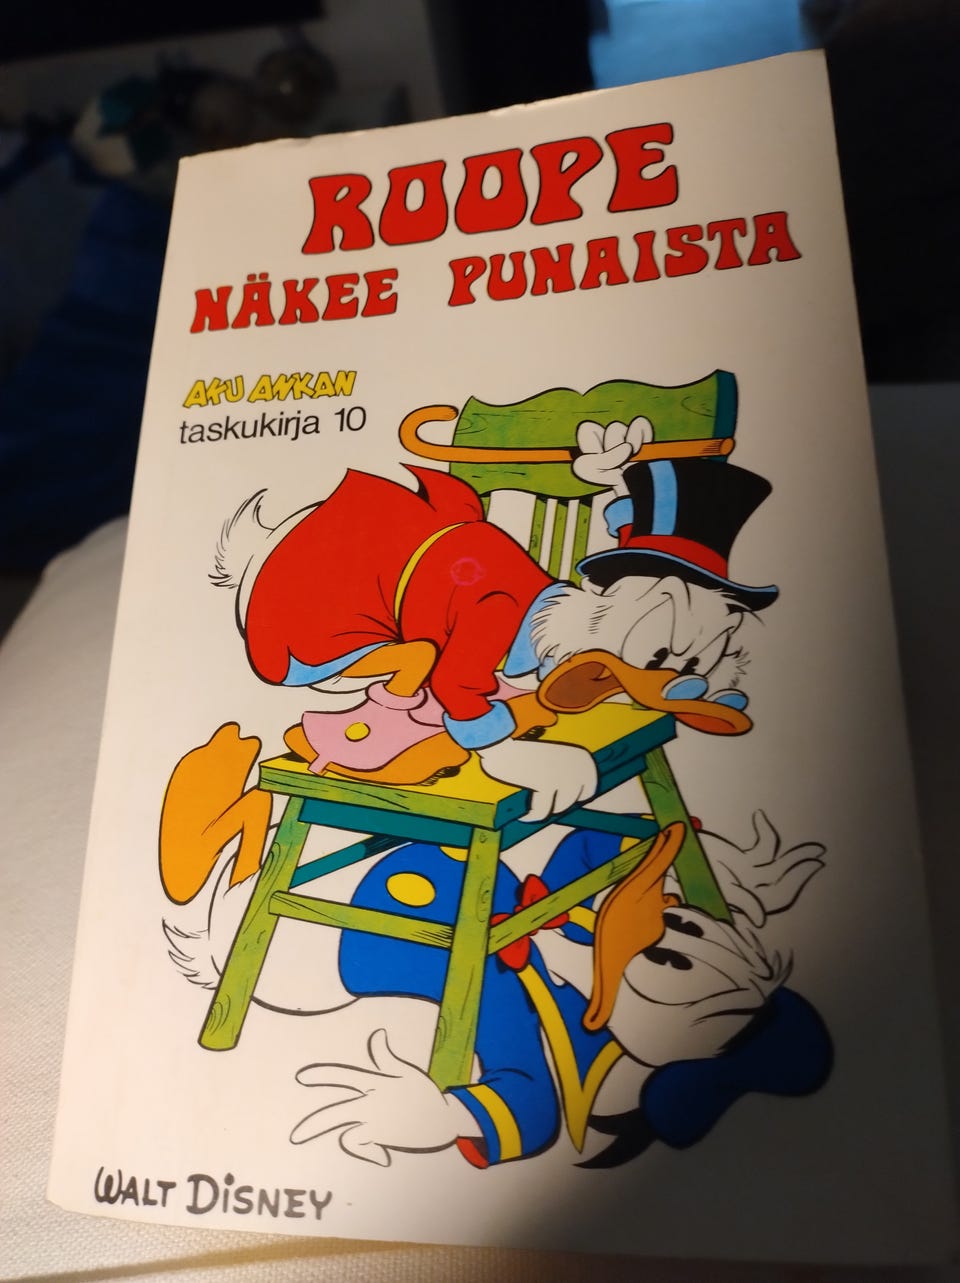 ROOPE
NÄKEE PUNAISTA
AKU ANKAN
taskukirja 10
WALT DISNEY